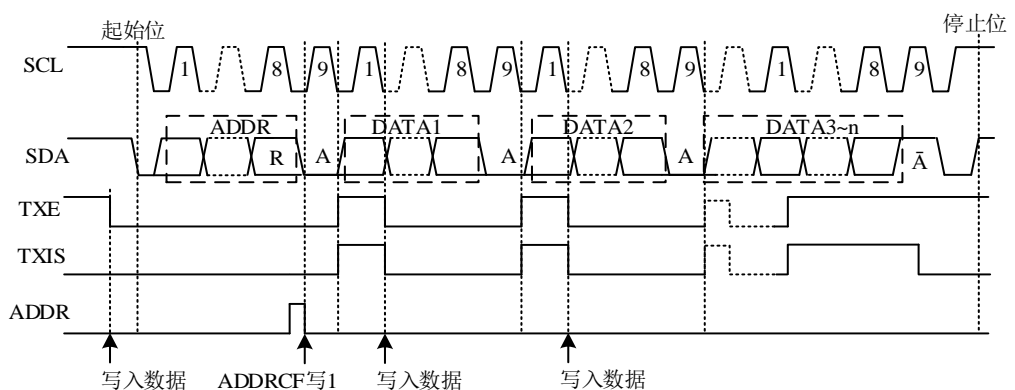 起始位
停止位
SCL
1 8 9 1 8 9 1 8 9 1 8 9
ADDR DATA1 DATA2 DATA3~n
SDA
R A A A Ā
TXE
TXIS
ADDR
写入数据 ADDRCF写1 写入数据 写入数据